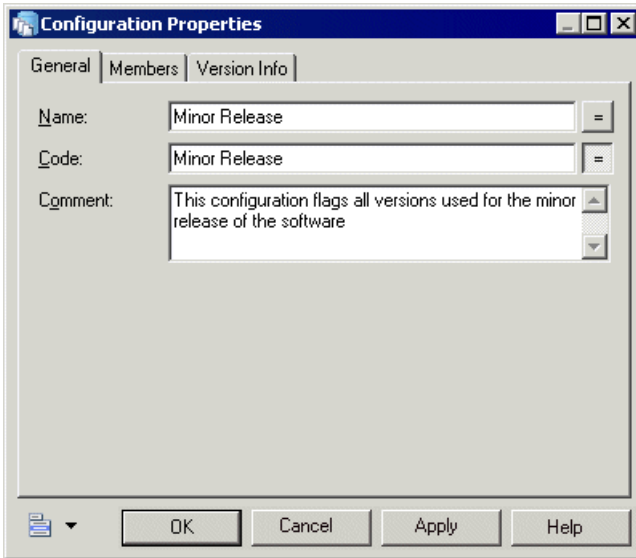 Configuration Properties
General Members Version Info
Name: Minor Release =
Code: Minor Release =
Comment: This configuration flags all versions used for the minor
release of the software
OK Cancel Apply Help